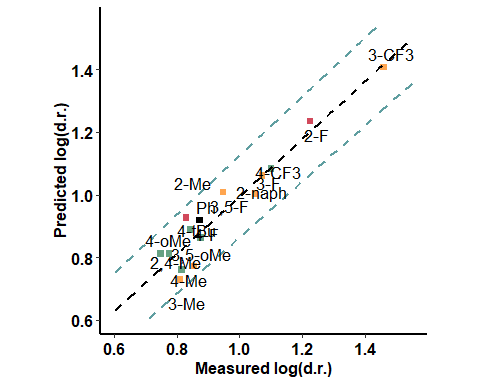 3-CF3
1.4
1.2
2-F
4-CF3
3-F
2-Me
2-naph
1.0
Ph
3,5-F
4-tBu
4-oMe
0.8
3,5-oMe
2,4-Me
4-Me
3-Me
0.6
0.6
0.8
1.0
1.2
1.4
Predicted log(d.r.)
Measured log(d.r.)